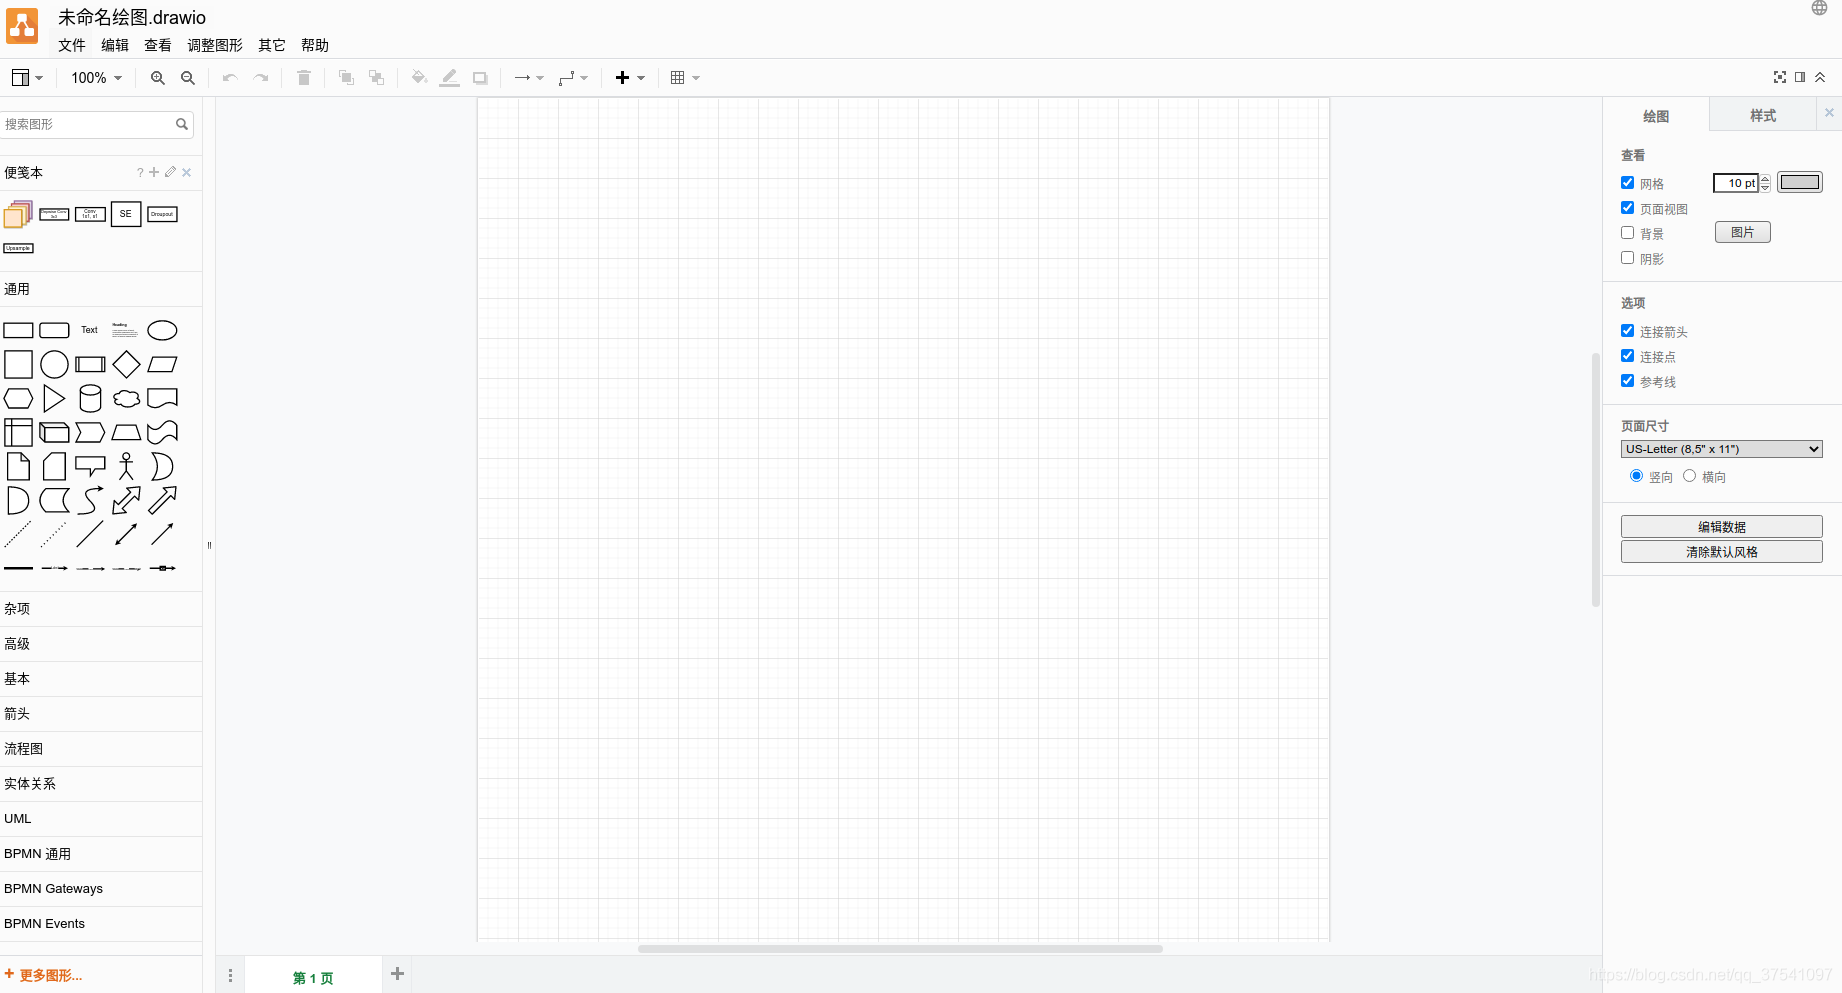 未命名绘图.drawio
文件 编辑 查看 调整图形 其它 帮助
100%
搜索图形
便笺本
?
Conv
1x1, s1
SE
Droupout
Upsample
通用
Text
Heading
杂项
高级
基本
箭头
流程图
实体关系
UML
BPMN 通用
BPMN Gateways
BPMN Events
+ 更多图形...
第 1 页
绘图 样式
查看
网格 10 pt
页面视图
背景 图片
阴影
选项
连接箭头
连接点
参考线
页面尺寸
US-Letter (8,5" x 11")
竖向 横向
编辑数据
清除默认风格
https://blog.csdn.net/qq_37541097